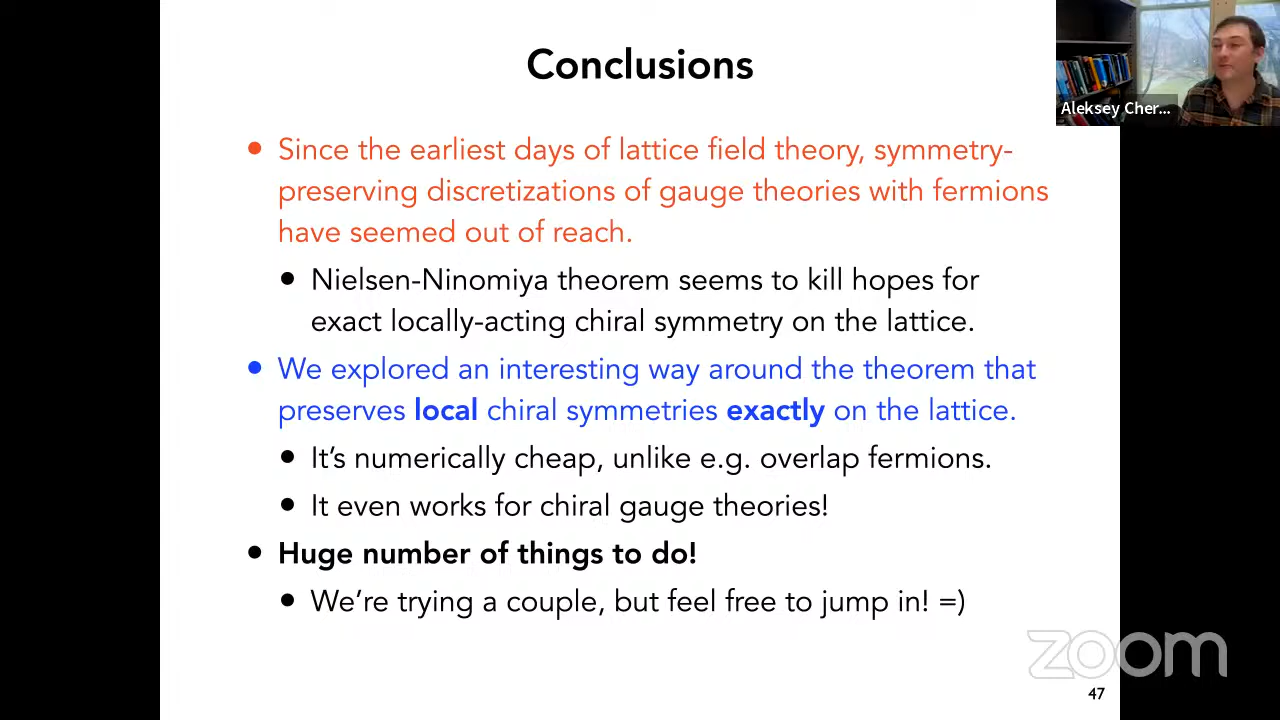 Conclusions
Aleksey Cher...
• Since the earliest days of lattice field theory, symmetry-
preserving discretizations of gauge theories with fermions
have seemed out of reach.
• Nielsen-Ninomiya theorem seems to kill hopes for
exact locally-acting chiral symmetry on the lattice.
• We explored an interesting way around the theorem that
preserves local chiral symmetries exactly on the lattice.
• It's numerically cheap, unlike e.g. overlap fermions.
• It even works for chiral gauge theories!
• Huge number of things to do!
• We're trying a couple, but feel free to jump in! =)
zoom
47